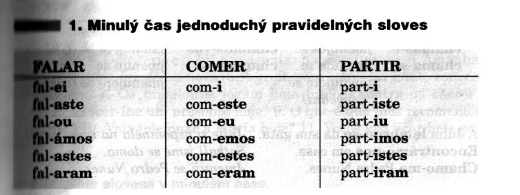 1. Minulý čas jednoduchý pravidelných sloves
FALAR COMER PARTIR
fal-ei com-i part-i
fal-aste com-este part-iste
fal-ou com-eu part-iu
fal-ámos com-emos part-imos
fal-astes com-estes part-istes
fal-aram com-eram part-iram